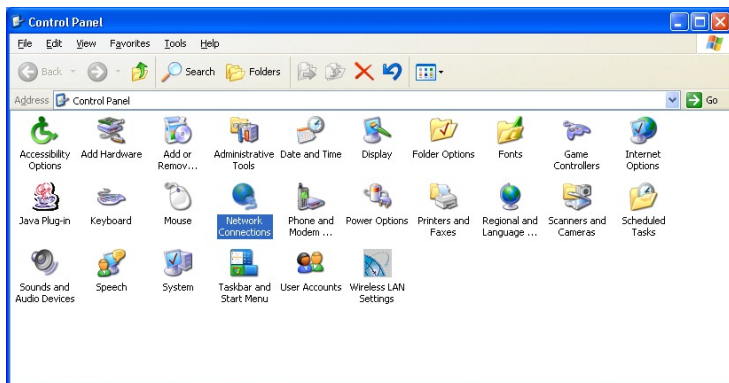 Control Panel
File Edit View Favorites Tools Help
Back Search Folders
Address Control Panel Go
Accessibility Options
Add Hardware
Add or Remov...
Administrative Tools
Date and Time
Display
Folder Options
Fonts
Game Controllers
Internet Options
Java Plug-in
Keyboard
Mouse
Network Connections
Phone and Modem ...
Power Options
Printers and Faxes
Regional and Language ...
Scanners and Cameras
Scheduled Tasks
Sounds and Audio Devices
Speech
System
Taskbar and Start Menu
User Accounts
Wireless LAN Settings